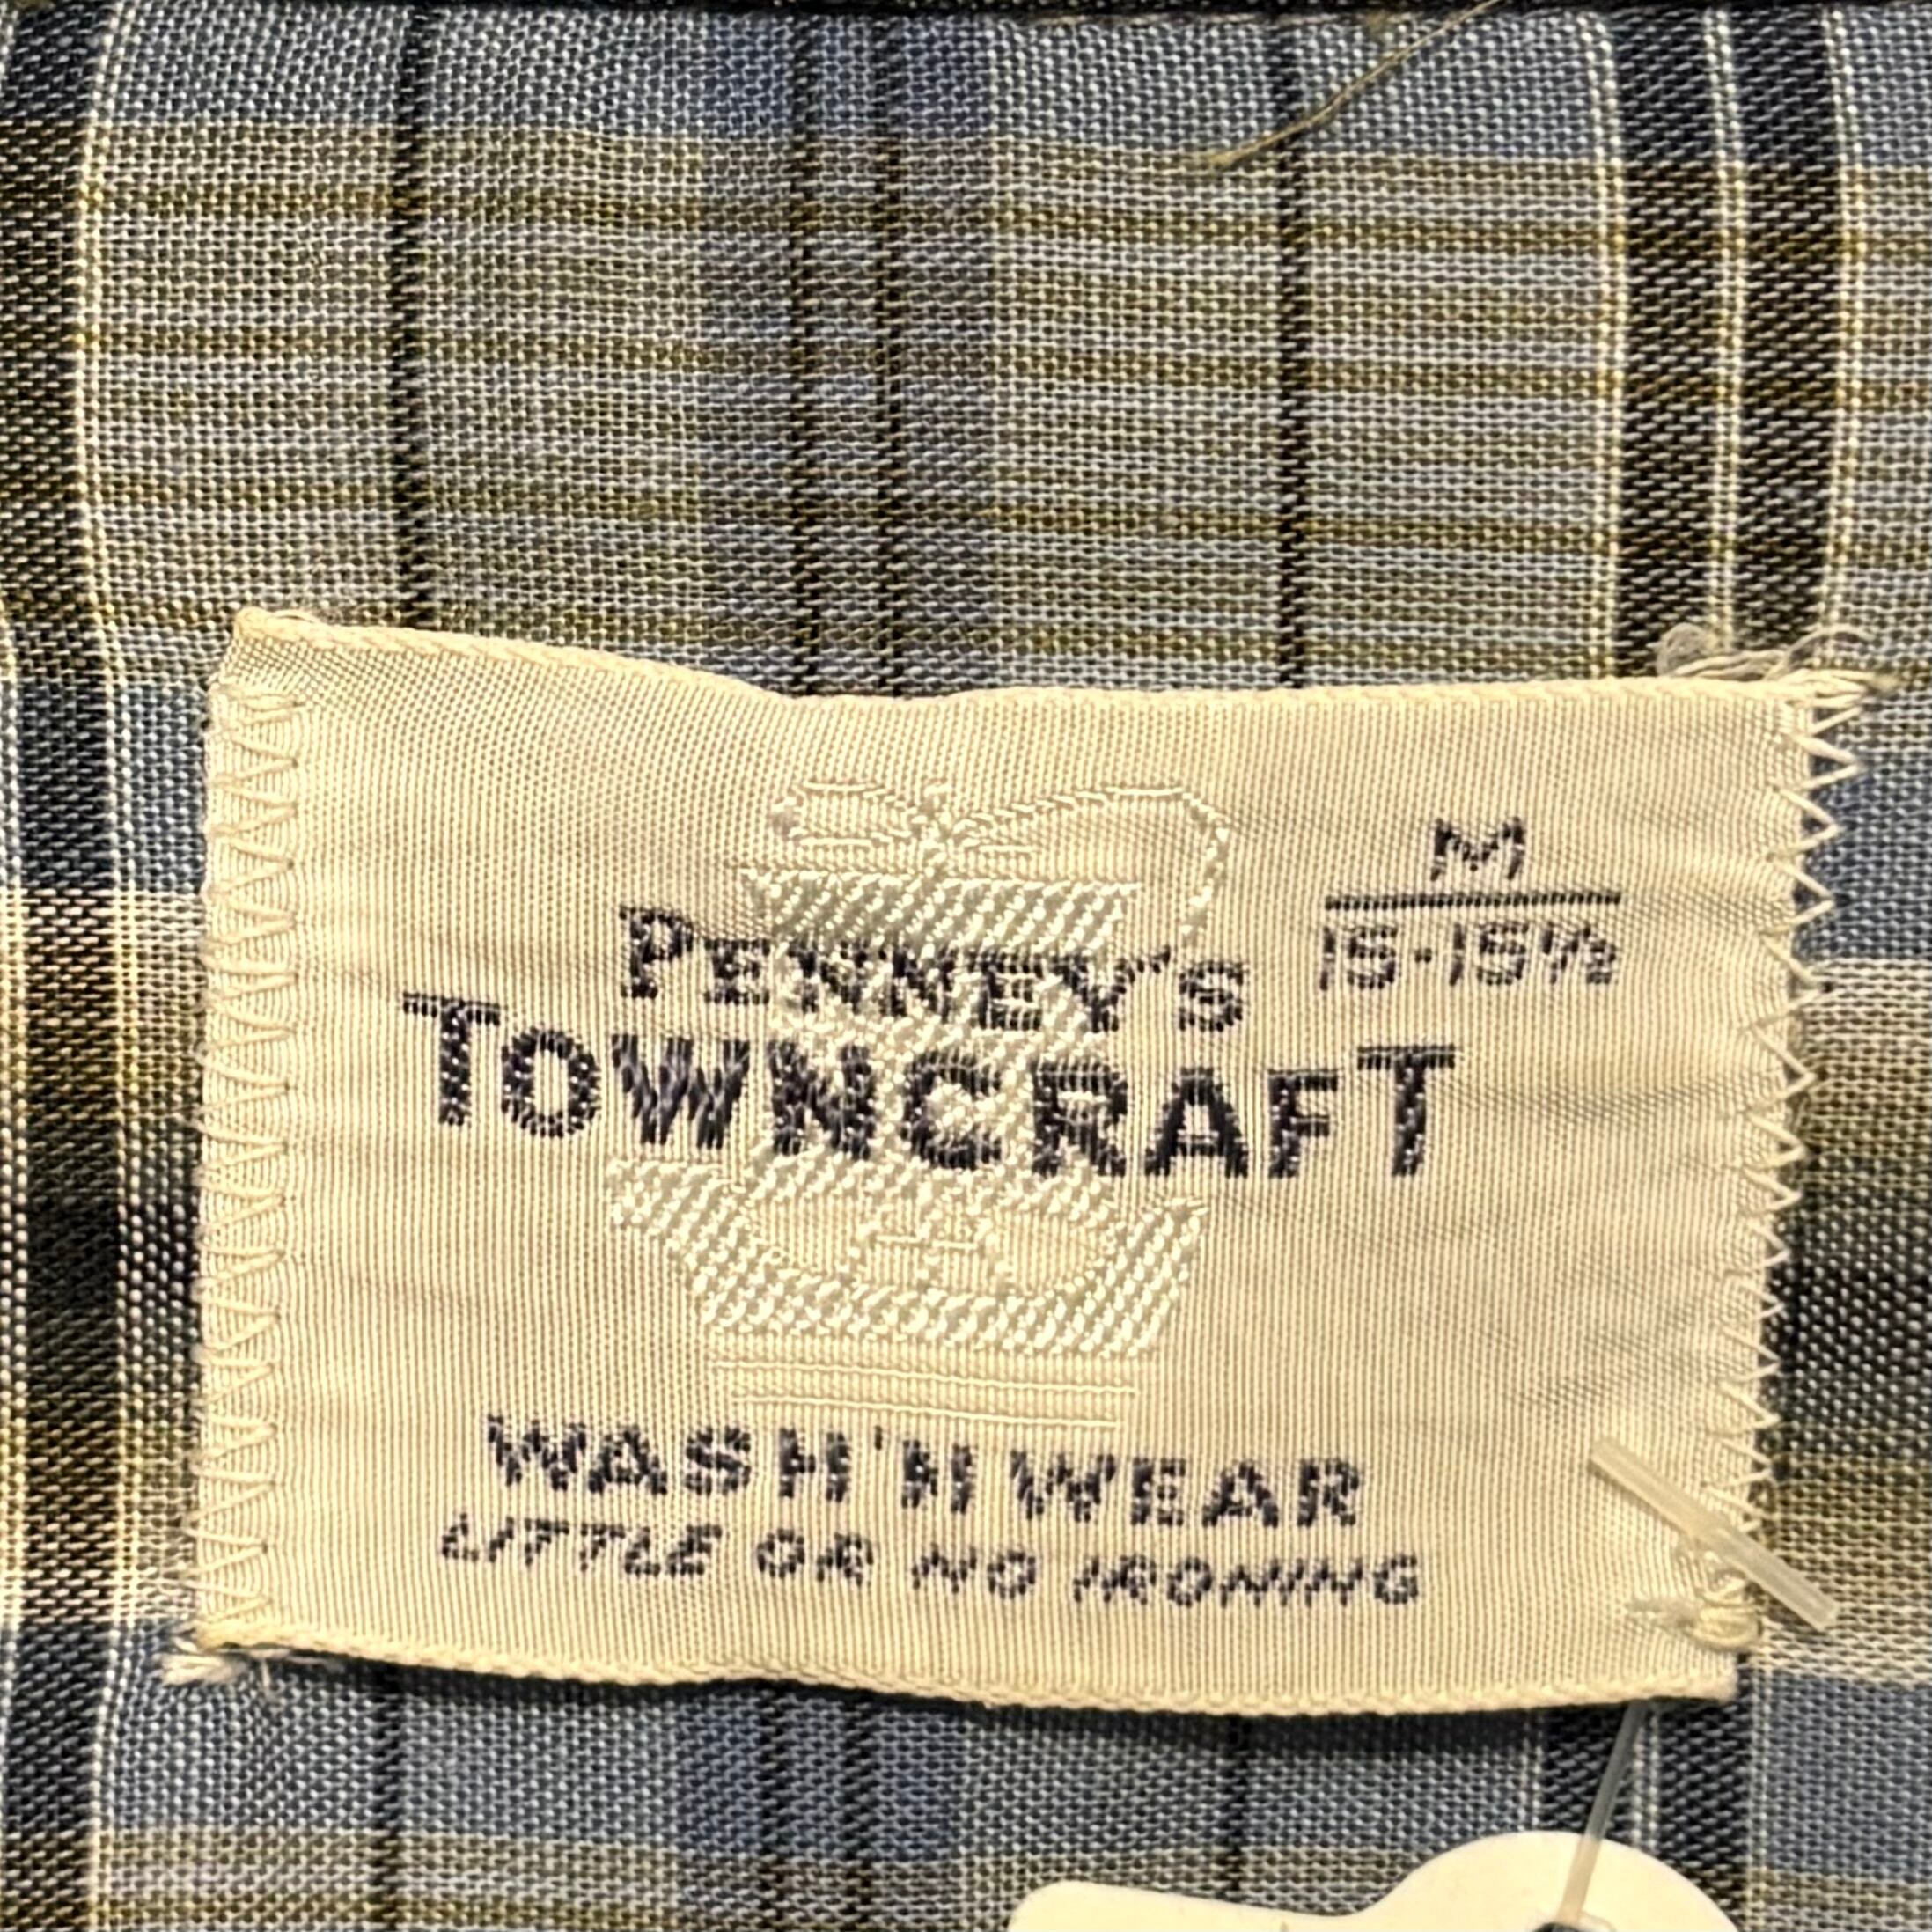 M
15-15½
PENNEY'S
TOWNCRAFT
WASH'N WEAR
LITTLE OR NO IRONING